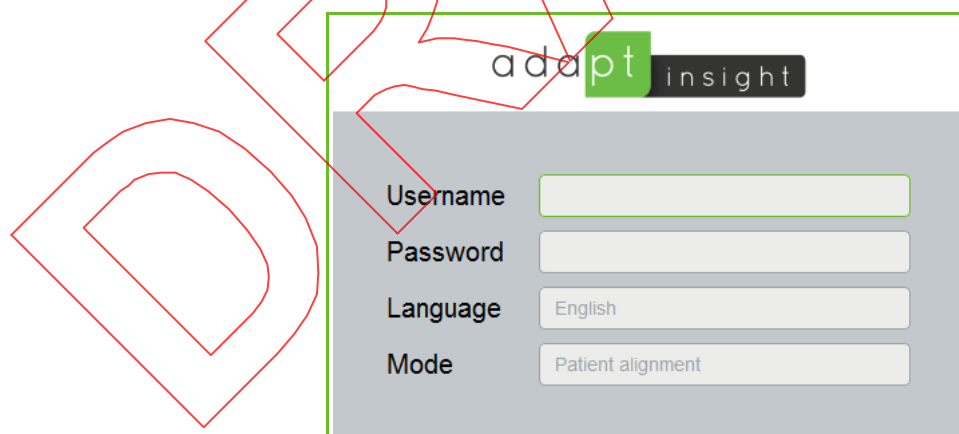 adapt insight
Username
Password
Language English
Mode Patient alignment